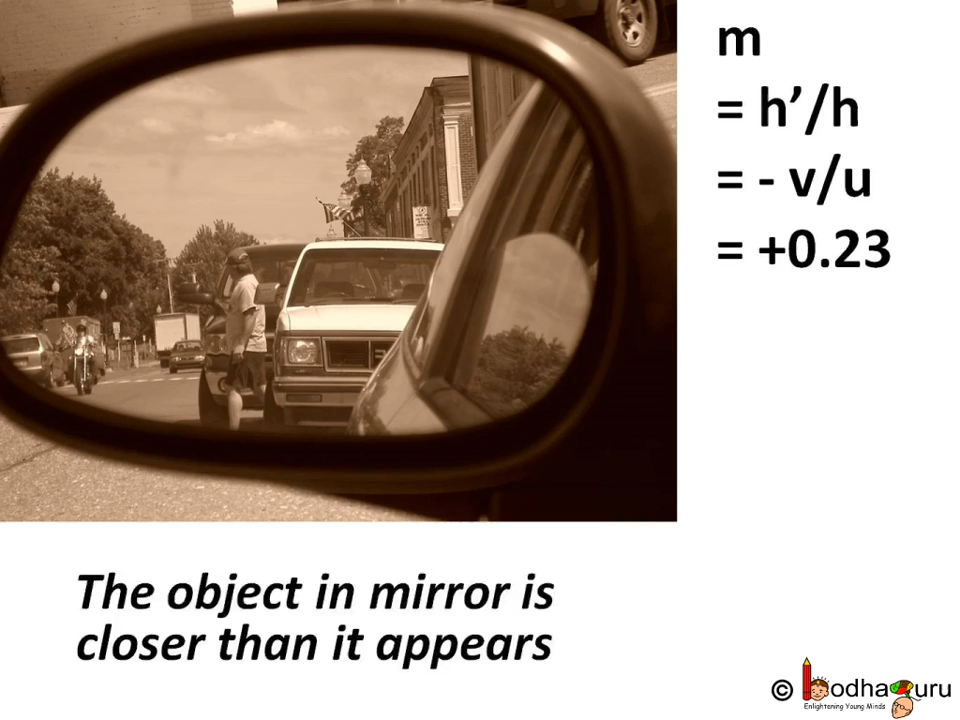 m
= h’/h
= - v/u
= +0.23
The object in mirror is
closer than it appears
© bodhaguru
Enlightening Young Minds